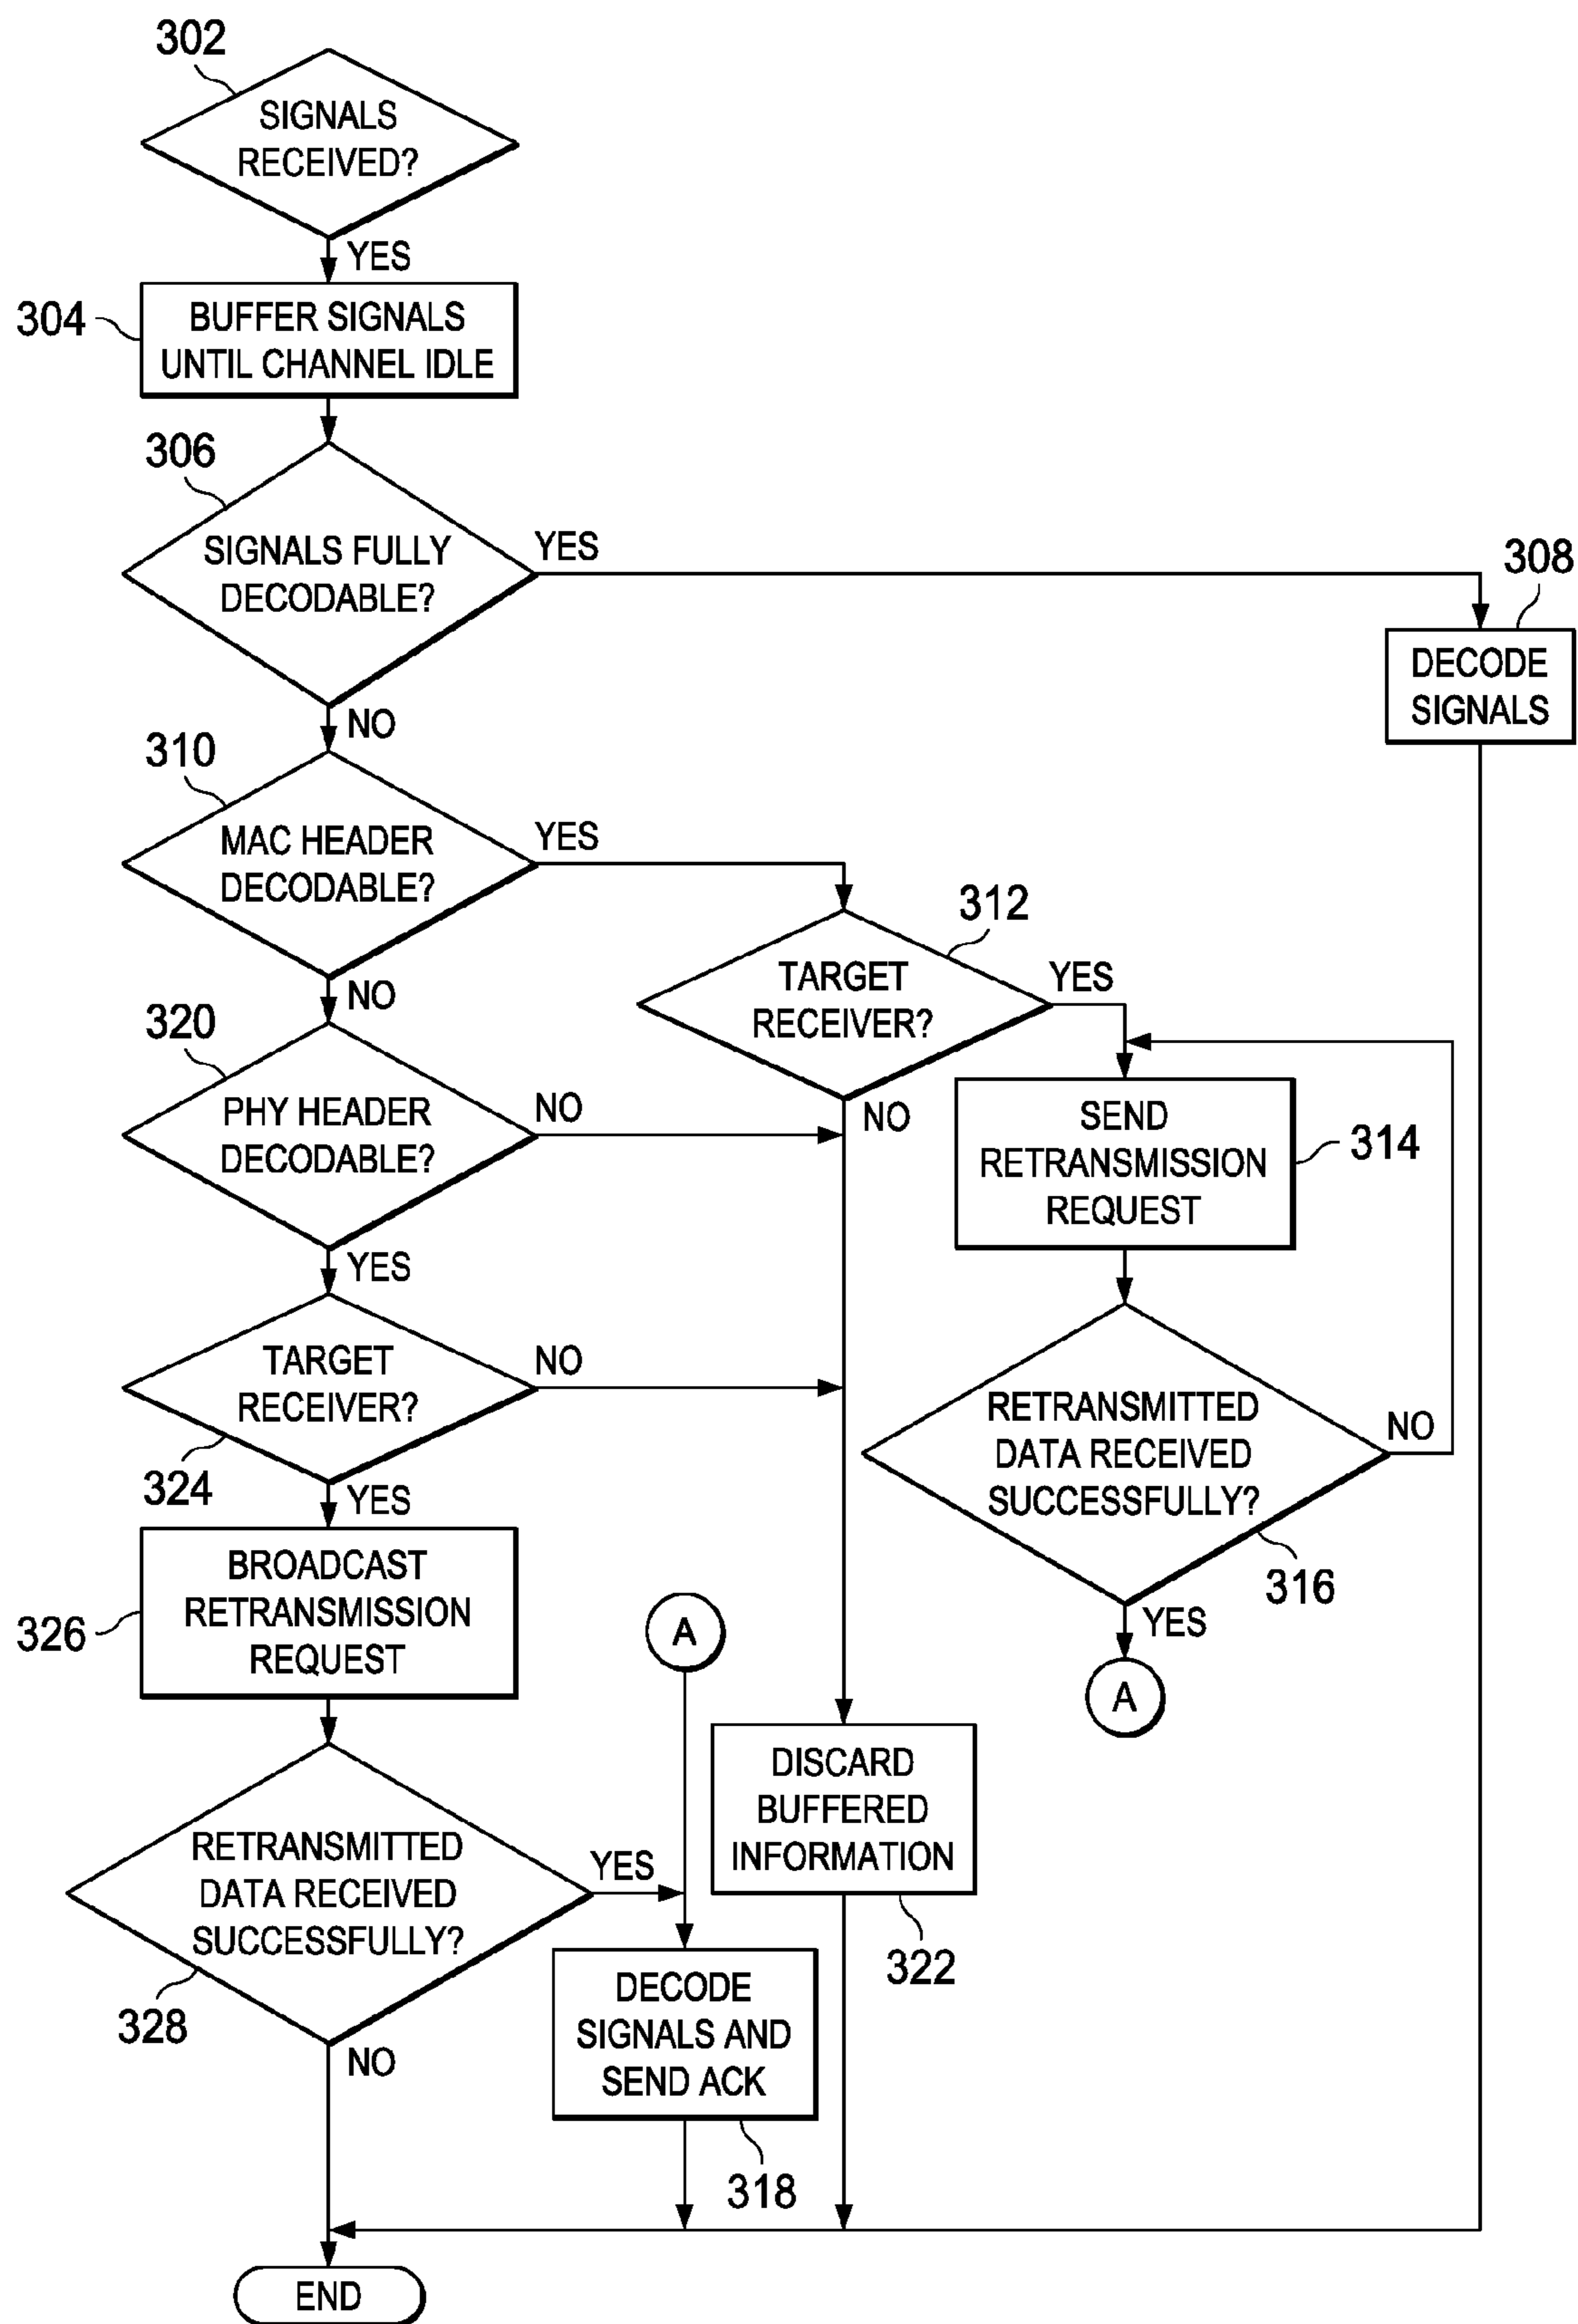 302
SIGNALS
RECEIVED?
YES
304
BUFFER SIGNALS
UNTIL CHANNEL IDLE
306
SIGNALS FULLY
DECODABLE?
YES
308
DECODE
SIGNALS
NO
310
MAC HEADER
DECODABLE?
YES
312
TARGET
RECEIVER?
YES
NO
320
PHY HEADER
DECODABLE?
NO
NO
SEND
RETRANSMISSION
REQUEST
314
YES
TARGET
RECEIVER?
NO
324
YES
RETRANSMITTED
DATA RECEIVED
SUCCESSFULLY?
NO
316
YES
A
BROADCAST
RETRANSMISSION
REQUEST
326
A
DISCARD
BUFFERED
INFORMATION
322
RETRANSMITTED
DATA RECEIVED
SUCCESSFULLY?
YES
328
NO
DECODE
SIGNALS AND
SEND ACK
318
END